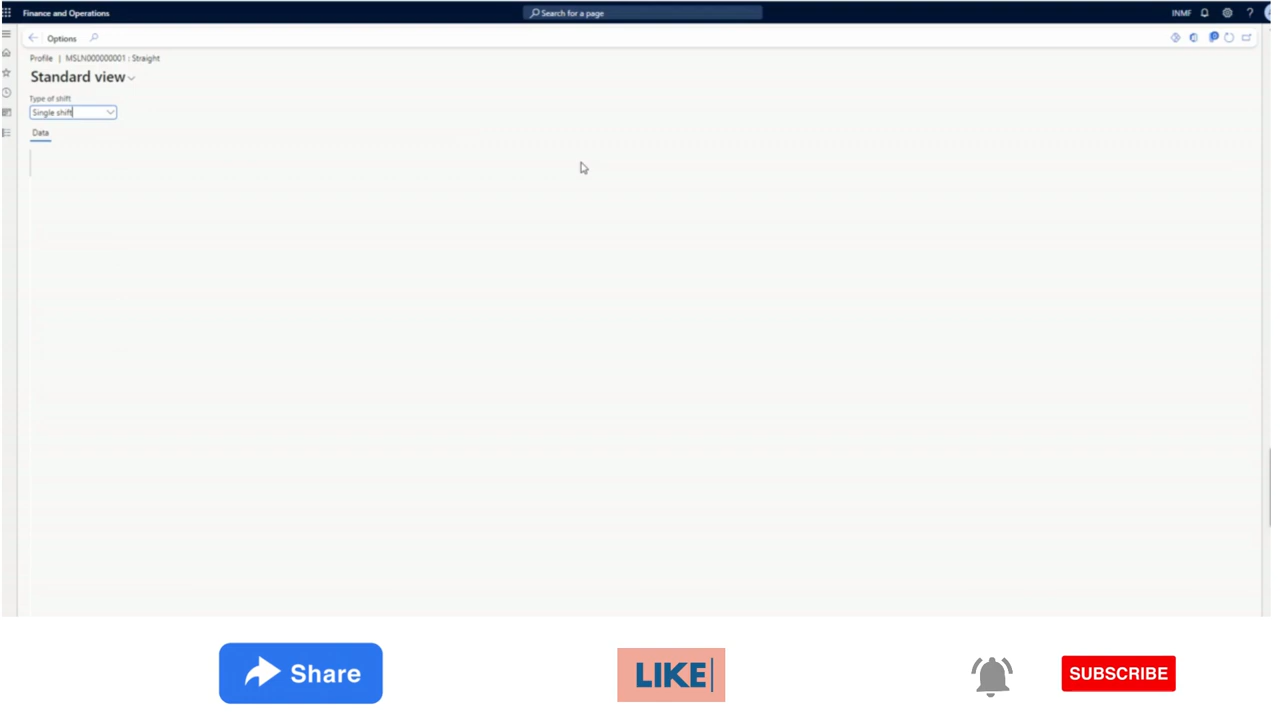 Finance and Operations
Search for a page
INMF
Options
Profile | MSLN000000001 : Straight
Standard view
Type of shift
Single shift
Data
Share
LIKE
SUBSCRIBE